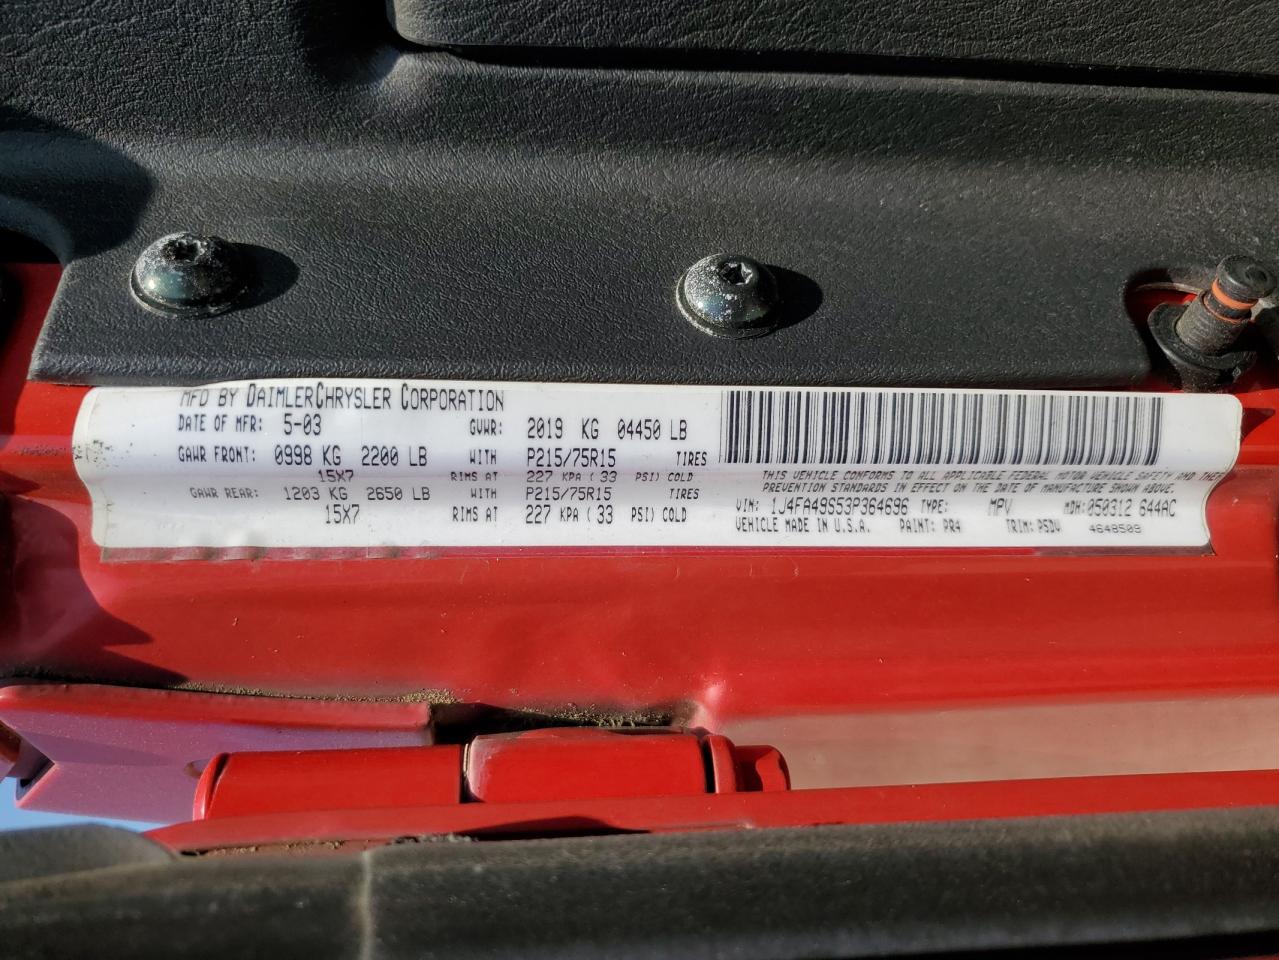 MFD BY DAIMLERCHRYSLER CORPORATION
DATE OF MFR: 5-03 GVWR: 2019 KG 04450 LB
GAWR FRONT: 0998 KG 2200 LB WITH P215/75R15 TIRES
15X7 RIMS AT 227 KPA ( 33 PSI) COLD
GAWR REAR: 1203 KG 2650 LB WITH P215/75R15 TIRES
15X7 RIMS AT 227 KPA ( 33 PSI) COLD
THIS VEHICLE CONFORMS TO ALL APPLICABLE FEDERAL MOTOR VEHICLE SAFETY AND THEFT
PREVENTION STANDARDS IN EFFECT ON THE DATE OF MANUFACTURE SHOWN ABOVE.
VIN: 1J4FA49S53P364696 TYPE: MPV MDH: 050312 644AC
VEHICLE MADE IN U.S.A. PAINT: PR4 TRIM: P5DV 4648509